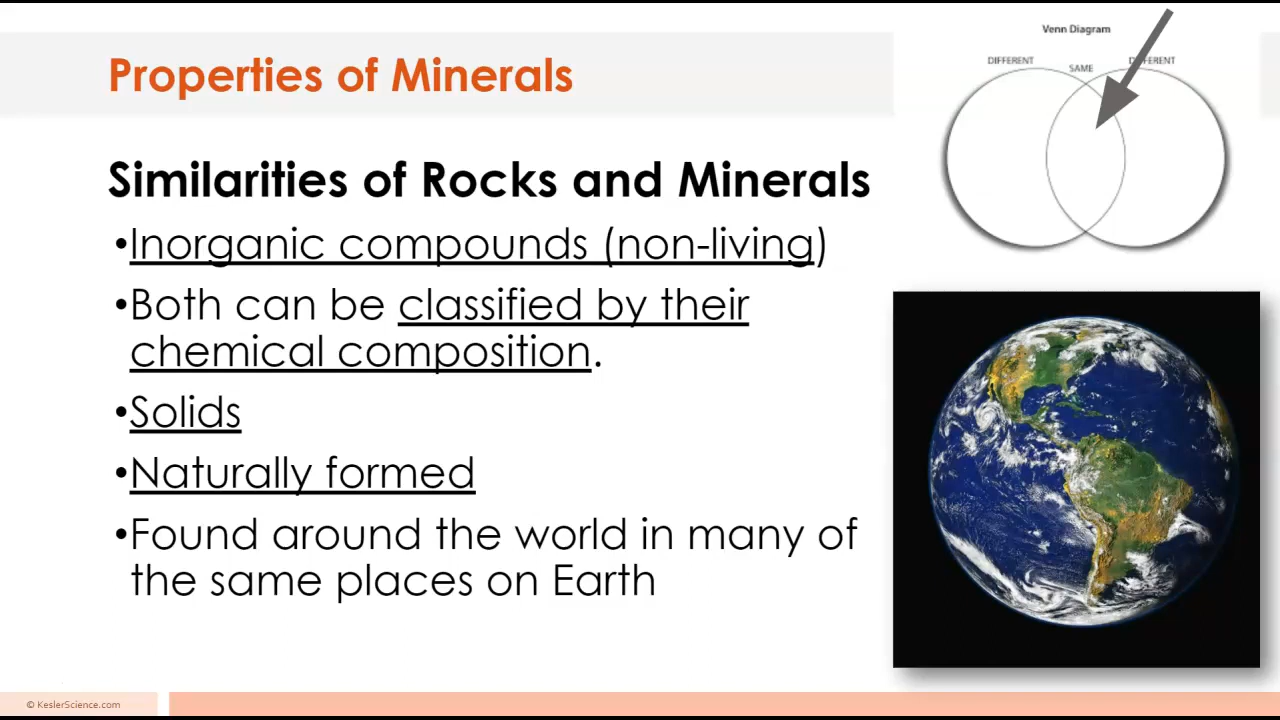 Properties of Minerals
Venn Diagram
DIFFERENT
SAME
Similarities of Rocks and Minerals
•Inorganic compounds (non-living)
•Both can be classified by their
chemical composition.
•Solids
•Naturally formed
•Found around the world in many of
the same places on Earth
© KeslerScience.com